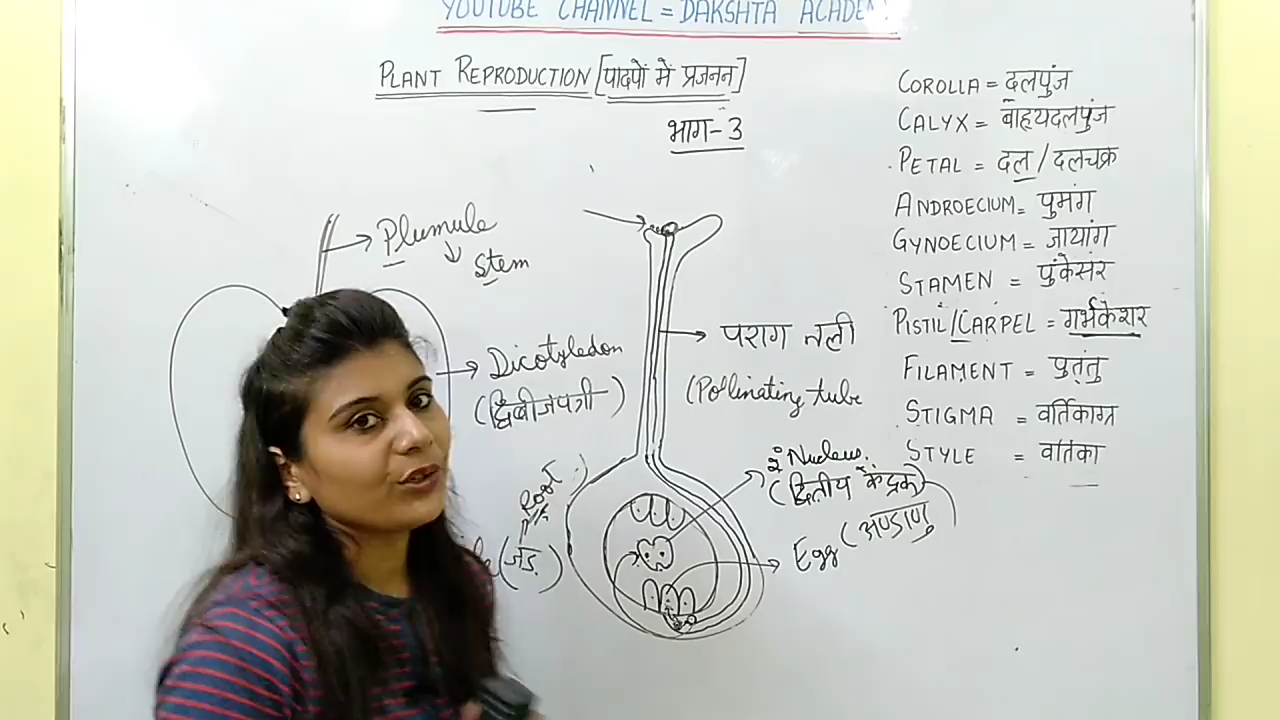 YOUTUBE CHANNEL = DAKSHTA ACADEM
PLANT REPRODUCTION [पादपों में प्रजनन]
भाग-3
Plumule
Stem
Dicotyledon
(द्विबीजपत्री)
Root
(जड़)
पराग नली
(Pollinating tube
2° Nucleus.
(द्वितीय केंद्रक)
Egg (अण्डाणु)
COROLLA = दलपुंज
CALYX = बाह्यदलपुंज
PETAL = दल/दलचक्र
ANDROECIUM = पुमंग
GYNOECIUM = जायांग
STAMEN = पुंकेसर
PISTIL/CARPEL = गर्भकेशर
FILAMENT = पुतंतु
STIGMA = वर्तिकाग्र
STYLE = वर्तिका